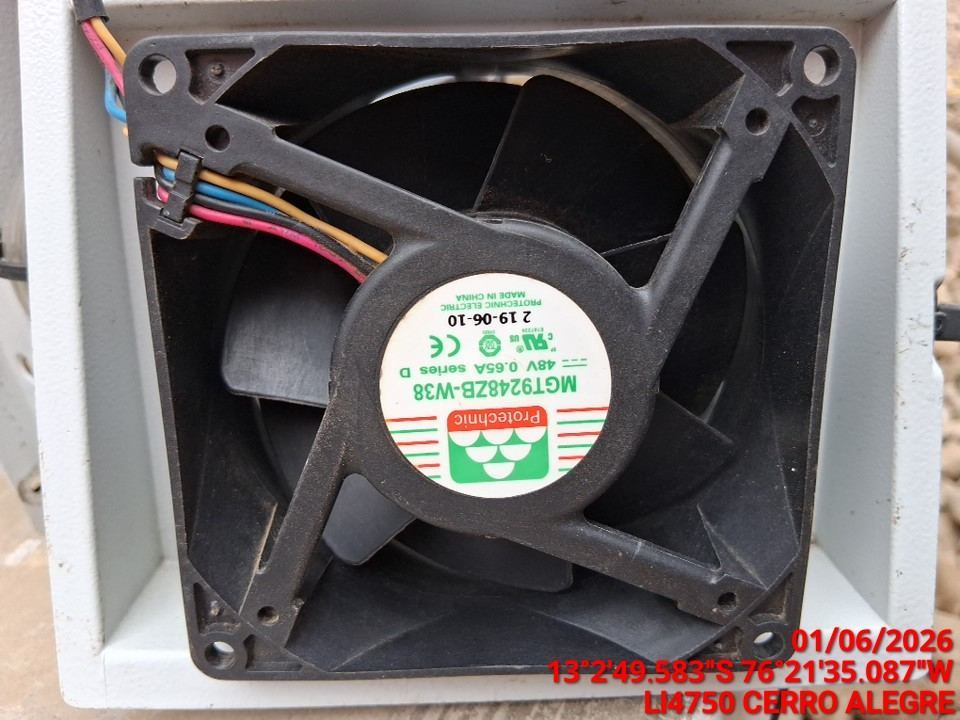 Protechnic
MGT9248ZB-W38
48V 0.65A series D
E147239
2 19-06-10
PROTECHNIC ELECTRIC
MADE IN CHINA
01/06/2026
13°2'49.583"S 76°21'35.087"W
LI4750 CERRO ALEGRE